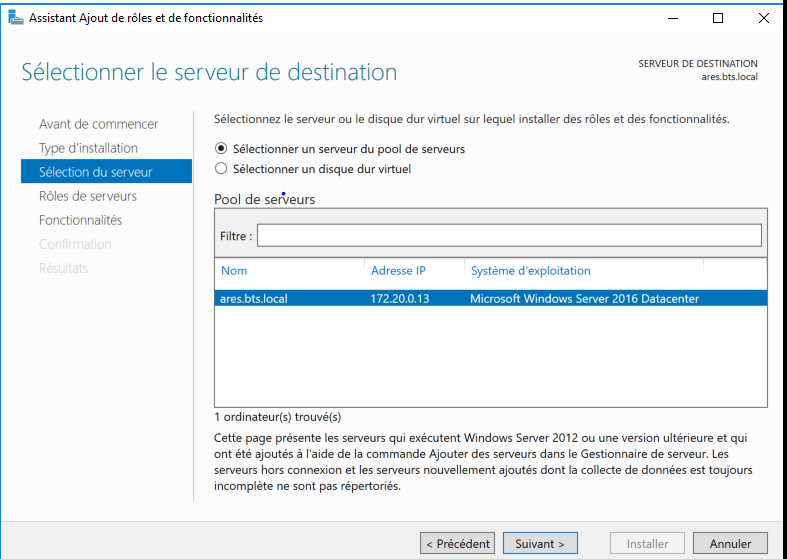 Assistant Ajout de rôles et de fonctionnalités
Sélectionner le serveur de destination
SERVEUR DE DESTINATION
ares.bts.local
Avant de commencer
Type d'installation
Sélection du serveur
Rôles de serveurs
Fonctionnalités
Confirmation
Résultats
Sélectionnez le serveur ou le disque dur virtuel sur lequel installer des rôles et des fonctionnalités.
Sélectionner un serveur du pool de serveurs
Sélectionner un disque dur virtuel
Pool de serveurs
Filtre :
Nom Adresse IP Système d'exploitation
ares.bts.local 172.20.0.13 Microsoft Windows Server 2016 Datacenter
1 ordinateur(s) trouvé(s)
Cette page présente les serveurs qui exécutent Windows Server 2012 ou une version ultérieure et qui
ont été ajoutés à l'aide de la commande Ajouter des serveurs dans le Gestionnaire de serveur. Les
serveurs hors connexion et les serveurs nouvellement ajoutés dont la collecte de données est toujours
incomplète ne sont pas répertoriés.
< Précédent Suivant > Installer Annuler